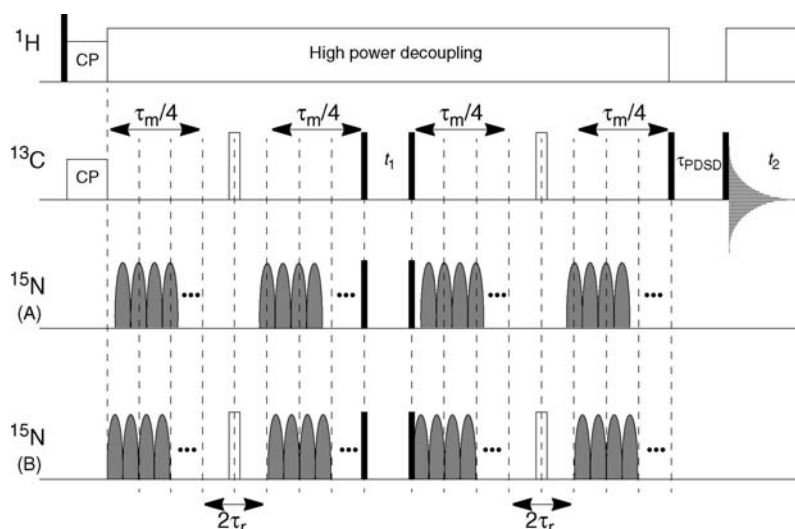 ¹H
CP
High power decoupling
τm/4 τm/4 τm/4 τm/4
¹³C
CP
t₁
τPDSD
t₂
¹⁵N
(A)
... ... ... ...
¹⁵N
(B)
... ... ... ...
2τr 2τr